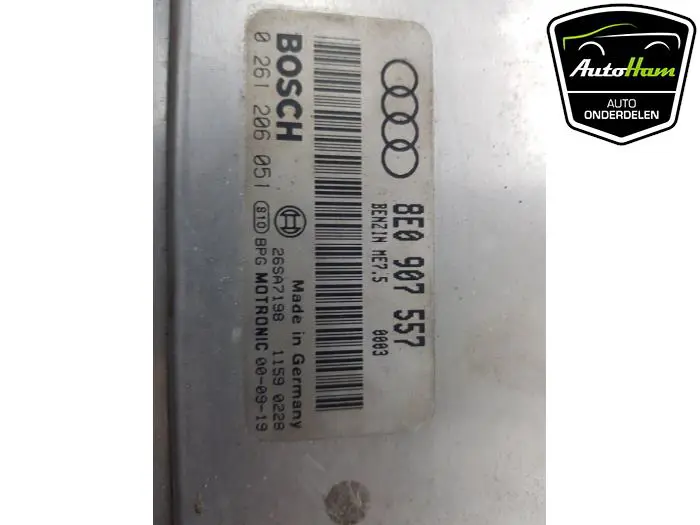 AutoHam
AUTO
ONDERDELEN
8E0 907 557
BENZIN ME7.5 0003
BOSCH
0 261 206 051
Made in Germany
26SA7198 1159 0228
810 BPG MOTRONIC 00-09-19